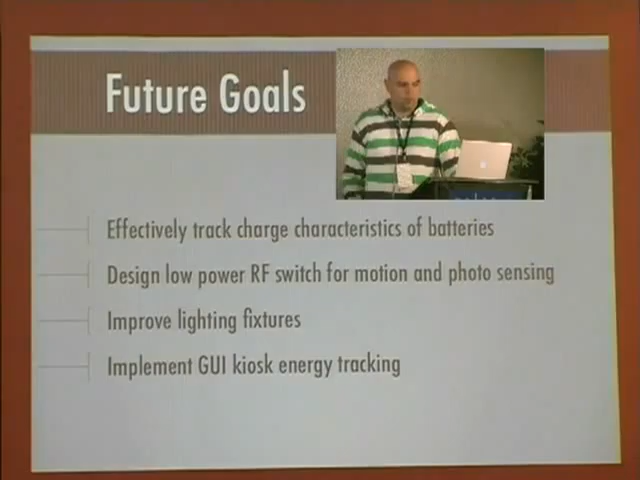 Future Goals
Effectively track charge characteristics of batteries
Design low power RF switch for motion and photo sensing
Improve lighting fixtures
Implement GUI kiosk energy tracking